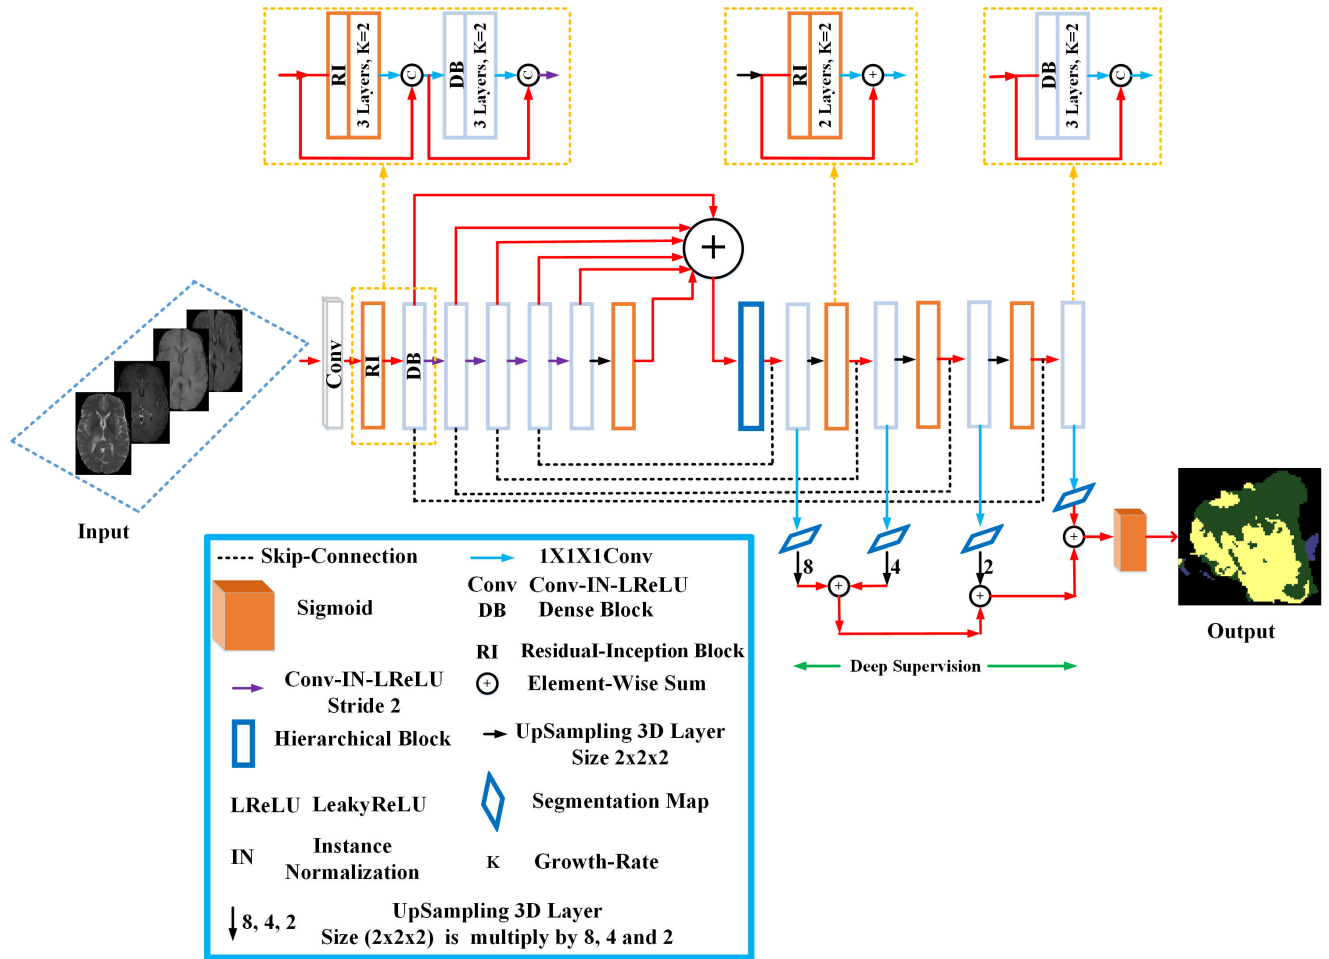 RI
3 Layers, K=2
C
DB
3 Layers, K=2
C
RI
2 Layers, K=2
+
DB
3 Layers, K=2
C
+
Conv
RI
DB
Input
8
4
2
+
+
+
Output
Deep Supervision
Skip-Connection
1X1X1Conv
Sigmoid
Conv Conv-IN-LReLU
DB Dense Block
RI Residual-Inception Block
Conv-IN-LReLU
Stride 2
+ Element-Wise Sum
Hierarchical Block
UpSampling 3D Layer
Size 2x2x2
LReLU LeakyReLU
Segmentation Map
IN Instance
Normalization
K Growth-Rate
8, 4, 2 UpSampling 3D Layer
Size (2x2x2) is multiply by 8, 4 and 2